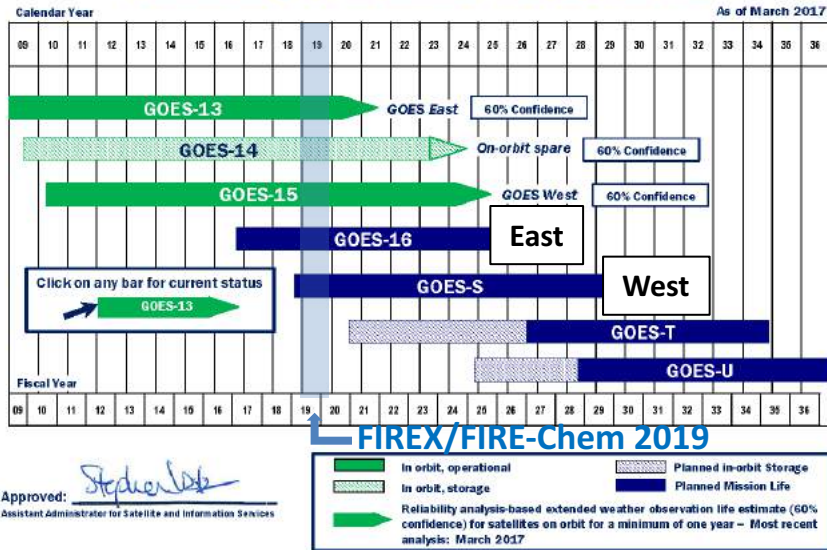 Calendar Year
As of March 2017
09 10 11 12 13 14 15 16 17 18 19 20 21 22 23 24 25 26 27 28 29 30 31 32 33 34 35 36
GOES-13 GOES East 60% Confidence
GOES-14 On-orbit spare 60% Confidence
GOES-15 GOES West 60% Confidence
GOES-16 East
GOES-S West
Click on any bar for current status
GOES-13
GOES-T
GOES-U
Fiscal Year
09 10 11 12 13 14 15 16 17 18 19 20 21 22 23 24 25 26 27 28 29 30 31 32 33 34 35 36
FIREX/FIRE-Chem 2019
Approved:
Assistant Administrator for Satellite and Information Services
In orbit, operational
Planned in-orbit Storage
In orbit, storage
Planned Mission Life
Reliability analysis-based extended weather observation life estimate (60%
confidence) for satellites on orbit for a minimum of one year – Most recent
analysis: March 2017